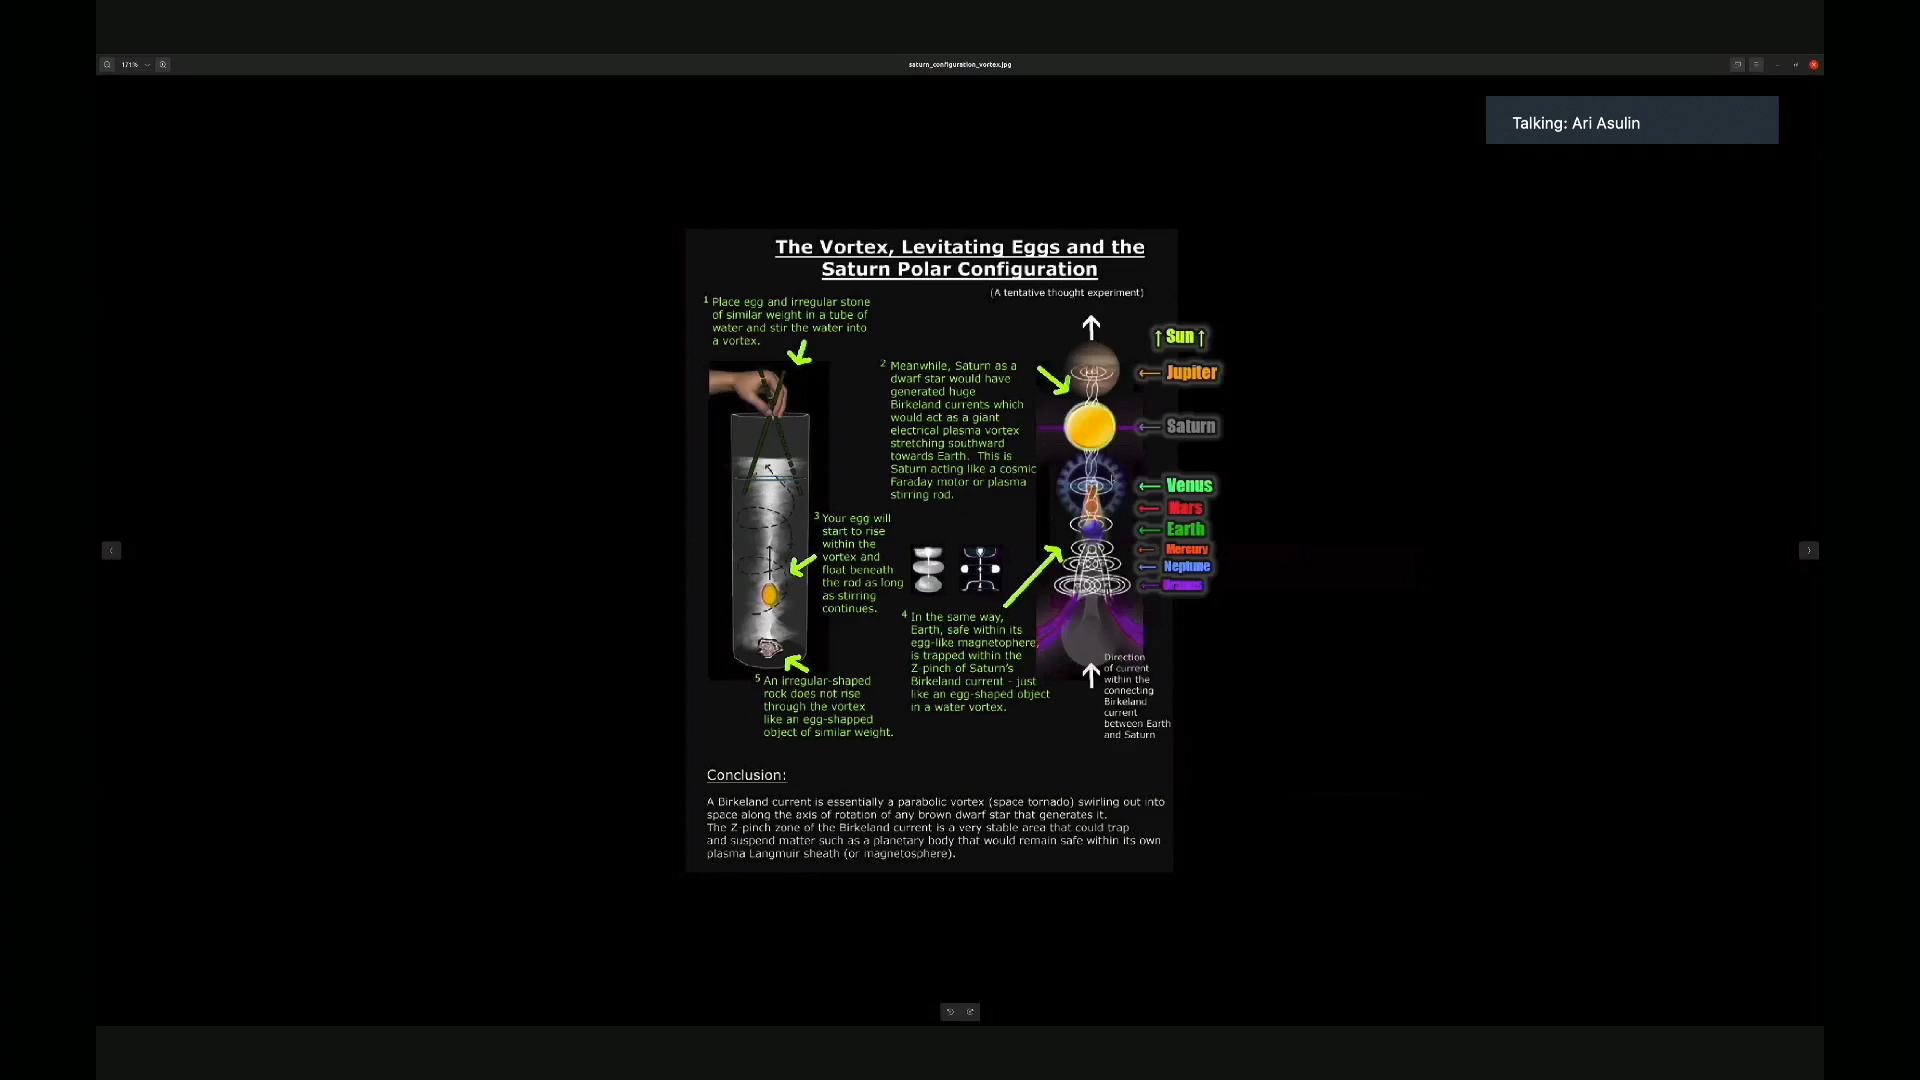 171%
saturn_configuration_vortex.jpg
Talking: Ari Asulin
The Vortex, Levitating Eggs and the
Saturn Polar Configuration
(A tentative thought experiment)
1 Place egg and irregular stone
of similar weight in a tube of
water and stir the water into
a vortex.
2 Meanwhile, Saturn as a
dwarf star would have
generated huge
Birkeland currents which
would act as a giant
electrical plasma vortex
stretching southward
towards Earth. This is
Saturn acting like a cosmic
Faraday motor or plasma
stirring rod.
↑ Sun ↑
← Jupiter
← Saturn
← Venus
← Mars
← Earth
← Mercury
← Neptune
← Uranus
3 Your egg will
start to rise
within the
vortex and
float beneath
the rod as long
as stirring
continues.
4 In the same way,
Earth, safe within its
egg-like magnetophere,
is trapped within the
Z-pinch of Saturn's
Birkeland current - just
like an egg-shaped object
in a water vortex.
5 An irregular-shaped
rock does not rise
through the vortex
like an egg-shapped
object of similar weight.
Direction
of current
within the
connecting
Birkeland
current
between Earth
and Saturn
Conclusion:
A Birkeland current is essentially a parabolic vortex (space tornado) swirling out into
space along the axis of rotation of any brown dwarf star that generates it.
The Z-pinch zone of the Birkeland current is a very stable area that could trap
and suspend matter such as a planetary body that would remain safe within its own
plasma Langmuir sheath (or magnetosphere).